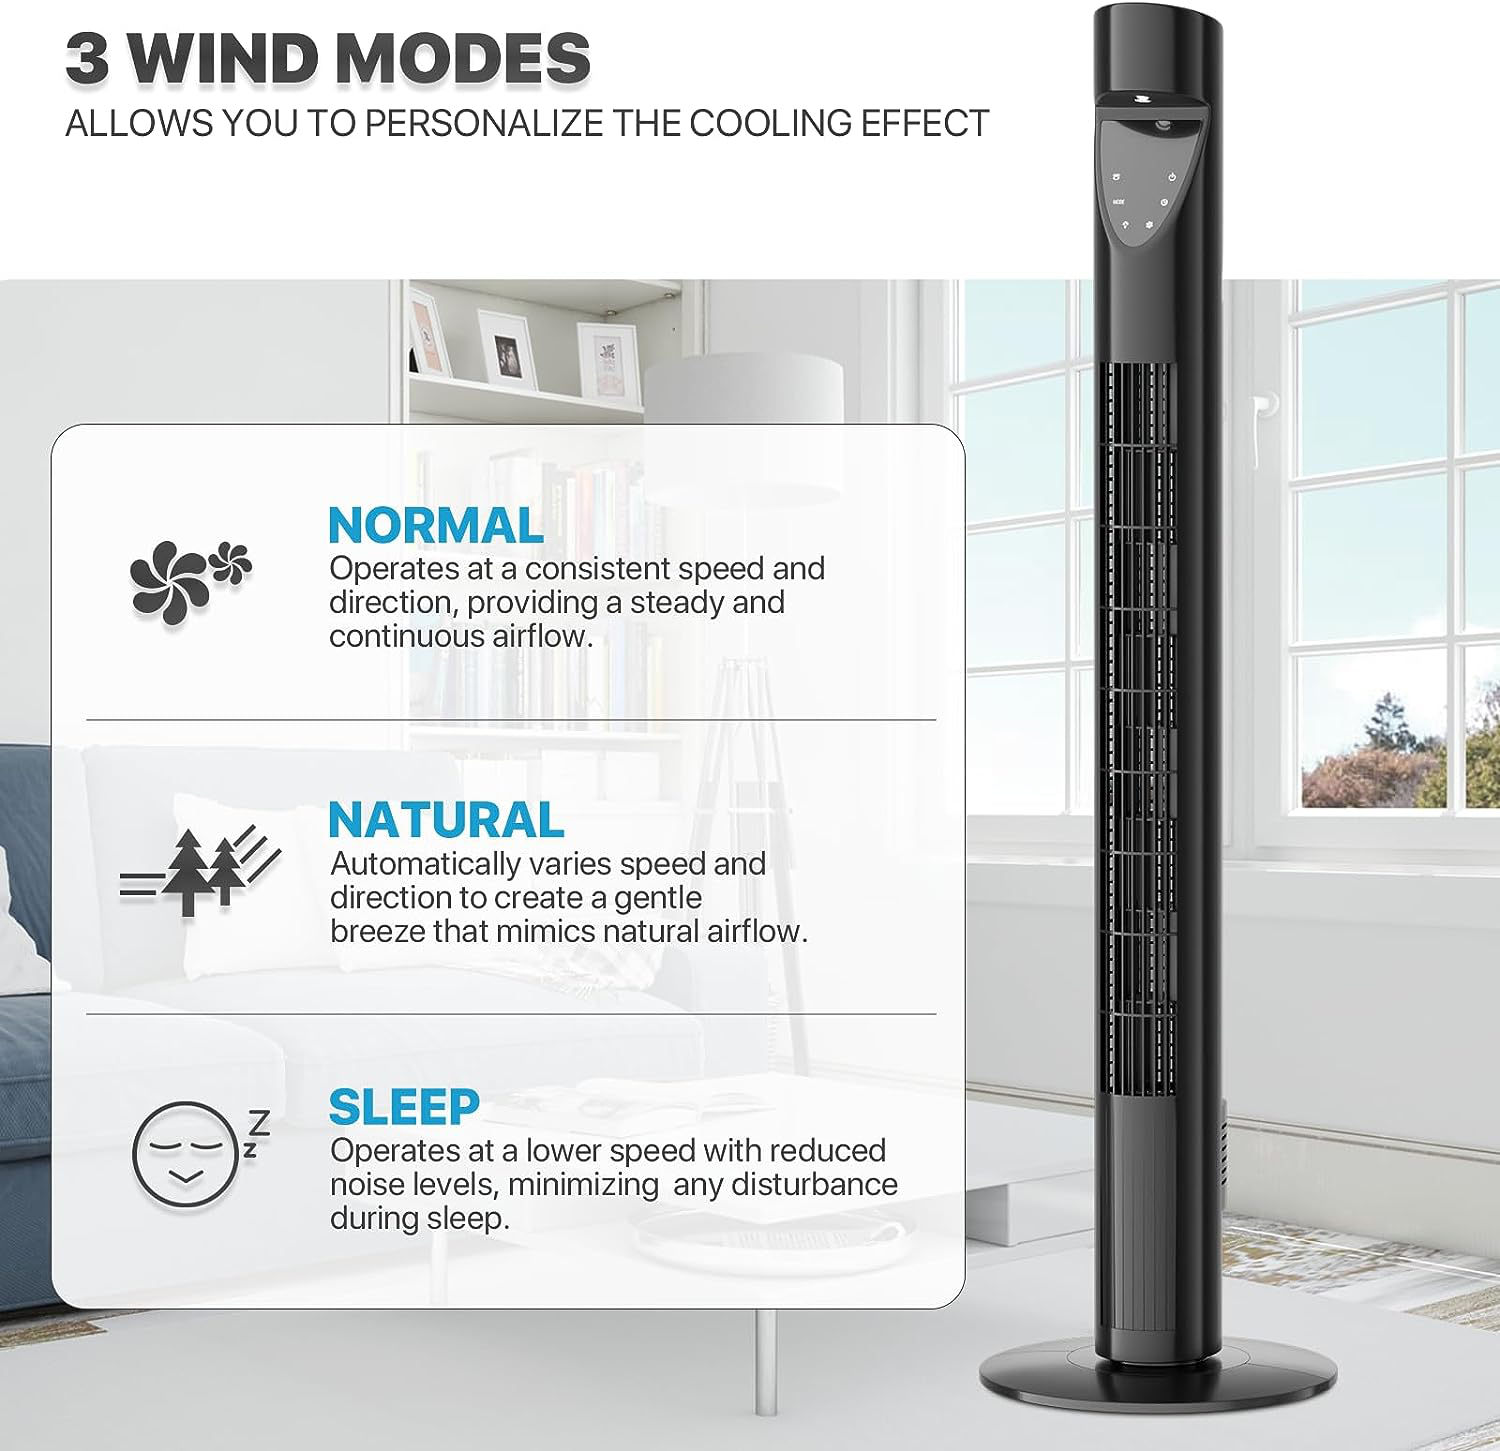 3 WIND MODES
ALLOWS YOU TO PERSONALIZE THE COOLING EFFECT
MODE
NORMAL
Operates at a consistent speed and
direction, providing a steady and
continuous airflow.
NATURAL
Automatically varies speed and
direction to create a gentle
breeze that mimics natural airflow.
SLEEP
Operates at a lower speed with reduced
noise levels, minimizing any disturbance
during sleep.
Z
z